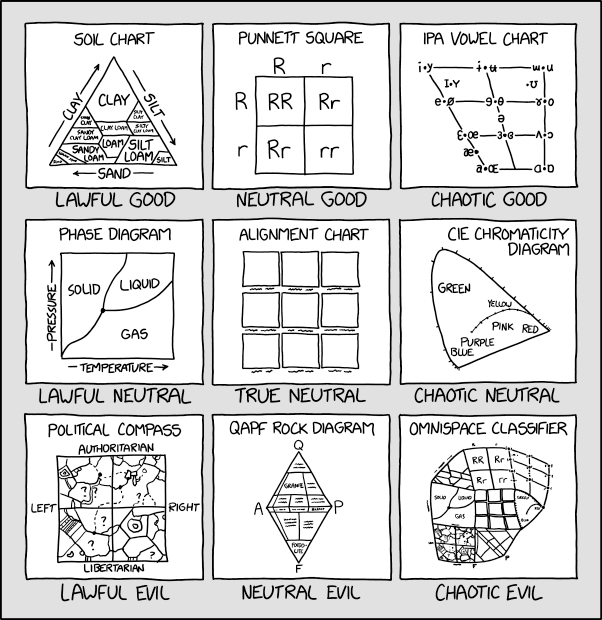 SOIL CHART
CLAY
SILT
SAND
CLAY
SILTY CLAY
SANDY CLAY
SANDY CLAY LOAM
CLAY LOAM
SILTY CLAY LOAM
SANDY LOAM
LOAM
SILT LOAM
SILT
LAWFUL GOOD
PUNNETT SQUARE
R r
R RR Rr
r Rr rr
NEUTRAL GOOD
IPA VOWEL CHART
i•y ɨ•ʉ ɯ•u
I•Y •Ʊ
e•ø ɘ•ɵ ɤ•o
ə
ɛ•œ ɜ•ɞ ʌ•ɔ
æ•
a•Œ ɑ•ɒ
CHAOTIC GOOD
PHASE DIAGRAM
PRESSURE
SOLID
LIQUID
GAS
TEMPERATURE
LAWFUL NEUTRAL
ALIGNMENT CHART
TRUE NEUTRAL
CIE CHROMATICITY
DIAGRAM
GREEN
YELLOW
PINK RED
PURPLE
BLUE
CHAOTIC NEUTRAL
POLITICAL COMPASS
AUTHORITARIAN
LEFT RIGHT
? ?
? ?
LIBERTARIAN
LAWFUL EVIL
QAPF ROCK DIAGRAM
Q
GRANITE
A P
F
NEUTRAL EVIL
OMNISPACE CLASSIFIER
RR Rr
Rr rr
SOLID
LIQUID
GAS
CHAOTIC EVIL